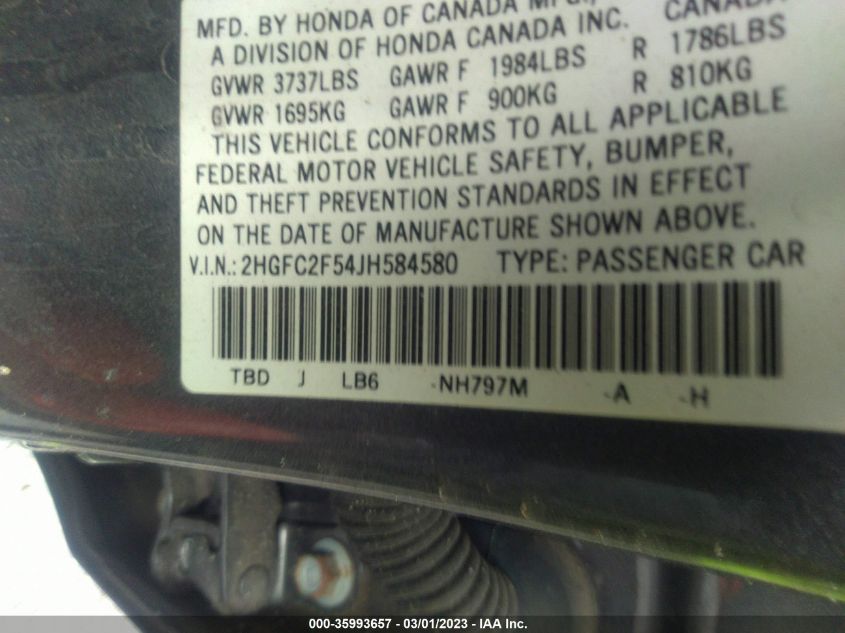 MFD. BY HONDA OF CANADA MFG., CANADA
A DIVISION OF HONDA CANADA INC.
GVWR 3737LBS GAWR F 1984LBS R 1786LBS
GVWR 1695KG GAWR F 900KG R 810KG
THIS VEHICLE CONFORMS TO ALL APPLICABLE
FEDERAL MOTOR VEHICLE SAFETY, BUMPER,
AND THEFT PREVENTION STANDARDS IN EFFECT
ON THE DATE OF MANUFACTURE SHOWN ABOVE.
V.I.N.: 2HGFC2F54JH584580 TYPE: PASSENGER CAR
TBD J LB6 -NH797M -A -H
000-35993657 - 03/01/2023 - IAA Inc.